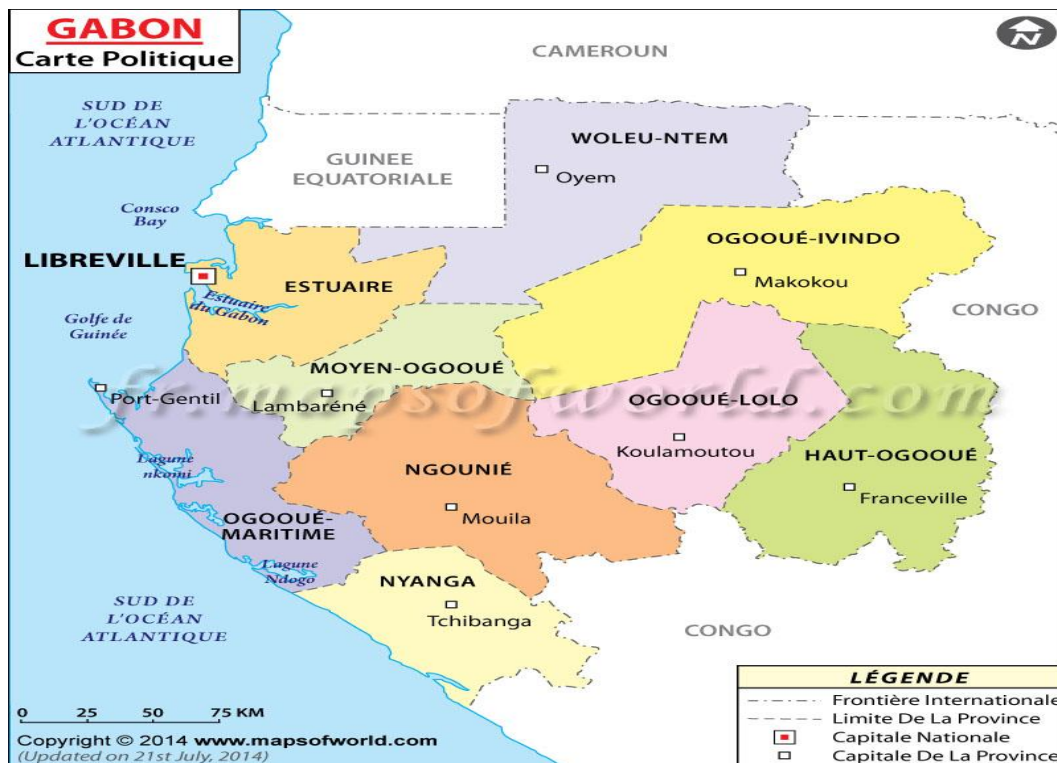 GABON
Carte Politique
N
CAMEROUN
SUD DE
L'OCÉAN
ATLANTIQUE
GUINEE
EQUATORIALE
WOLEU-NTEM
Oyem
Consco
Bay
LIBREVILLE
ESTUAIRE
Estuaire
du Gabon
OGOOUÉ-IVINDO
Makokou
CONGO
Golfe de
Guinée
MOYEN-OGOOUÉ
Lambaréné
Port-Gentil
fr.mapsofworld.com
OGOOUÉ-LOLO
Koulamoutou
HAUT-OGOOUÉ
Franceville
Lagune
nkomi
NGOUNIÉ
Mouila
OGOOUÉ-
MARITIME
Lagune
Ndogo
NYANGA
Tchibanga
SUD DE
L'OCÉAN
ATLANTIQUE
CONGO
0 25 50 75 KM
Copyright © 2014 www.mapsofworld.com
(Updated on 21st July, 2014)
LÉGENDE
Frontière Internationale
Limite De La Province
Capitale Nationale
Capitale De La Province